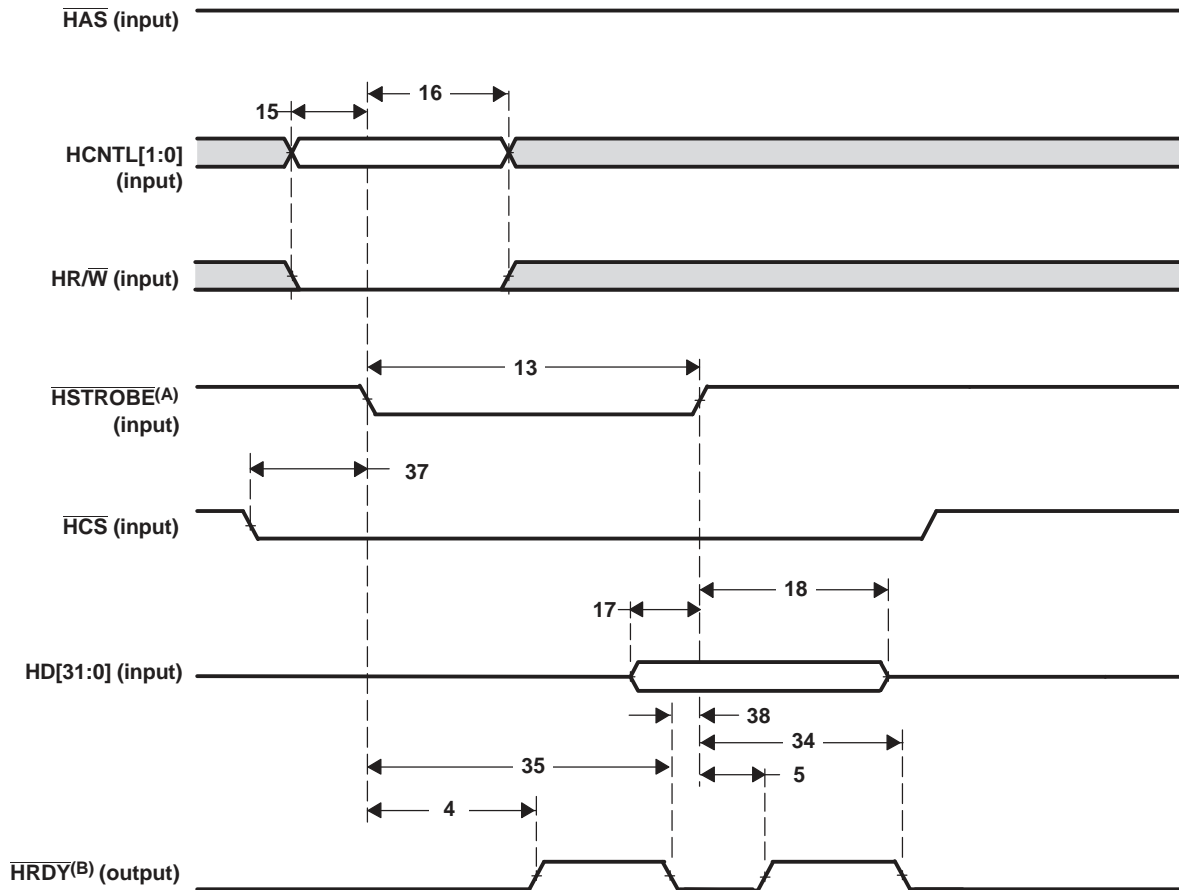 HAS (input)
16
15
HCNTL[1:0]
(input)
HR/W (input)
13
HSTROBE(A)
(input)
37
HCS (input)
18
17
HD[31:0] (input)
38
34
35
5
4
HRDY(B) (output)